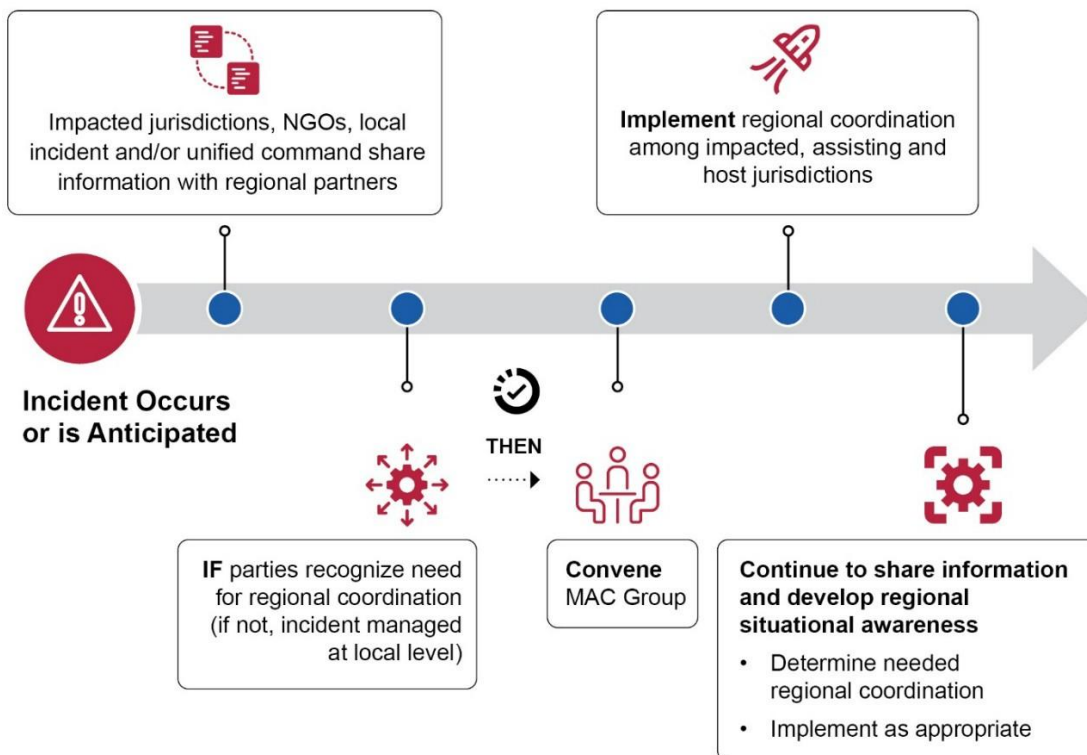 Impacted jurisdictions, NGOs, local
incident and/or unified command share
information with regional partners
Implement regional coordination
among impacted, assisting and
host jurisdictions
Incident Occurs
or is Anticipated
THEN
IF parties recognize need
for regional coordination
(if not, incident managed
at local level)
Convene
MAC Group
Continue to share information
and develop regional
situational awareness
• Determine needed
regional coordination
• Implement as appropriate